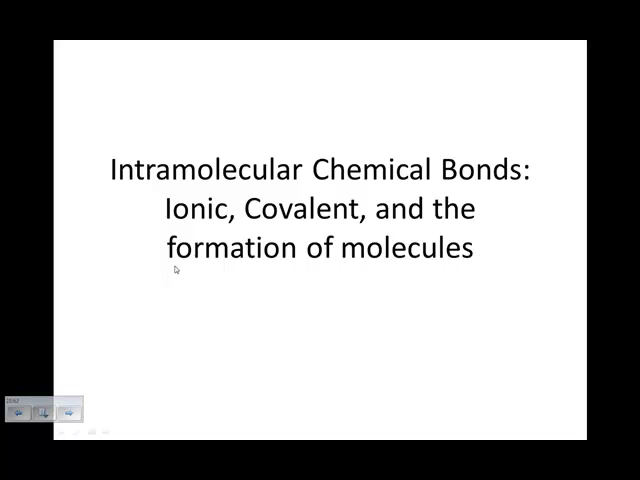 Intramolecular Chemical Bonds:
Ionic, Covalent, and the
formation of molecules